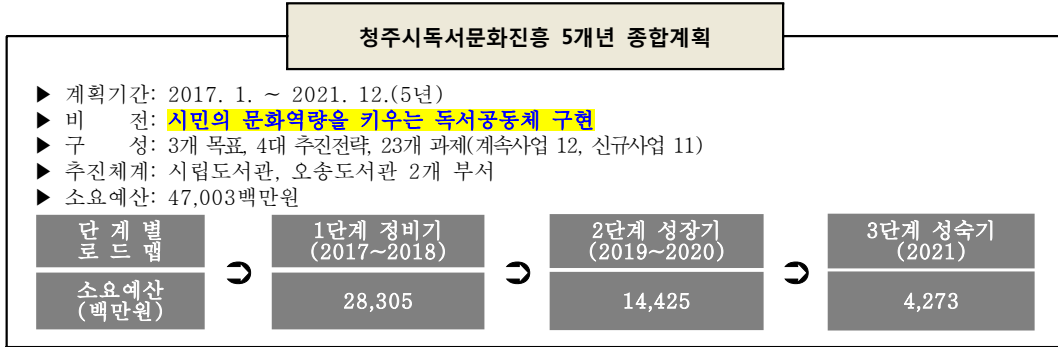 청주시독서문화진흥 5개년 종합계획
▶ 계획기간: 2017. 1. ~ 2021. 12.(5년)
▶ 비 전: 시민의 문화역량을 키우는 독서공동체 구현
▶ 구 성: 3개 목표, 4대 추진전략, 23개 과제(계속사업 12, 신규사업 11)
▶ 추진체계: 시립도서관, 오송도서관 2개 부서
▶ 소요예산: 47,003백만원
단 계 별
로 드 맵
➲
1단계 정비기
(2017~2018)
➲
2단계 성장기
(2019~2020)
➲
3단계 성숙기
(2021)
소요예산
(백만원)
28,305
14,425
4,273